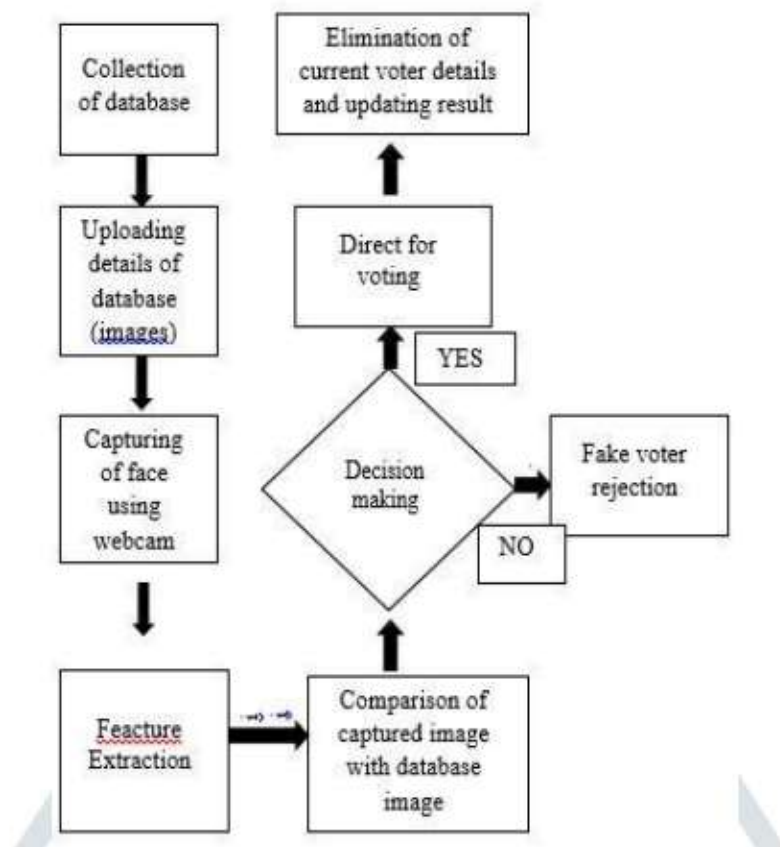 Collection
of database
Uploading
details of
database
(images)
Capturing
of face
using
webcam
Feacture
Extraction
Comparison of
captured image
with database
image
Decision
making
YES
NO
Fake voter
rejection
Direct for
voting
Elimination of
current voter details
and updating result